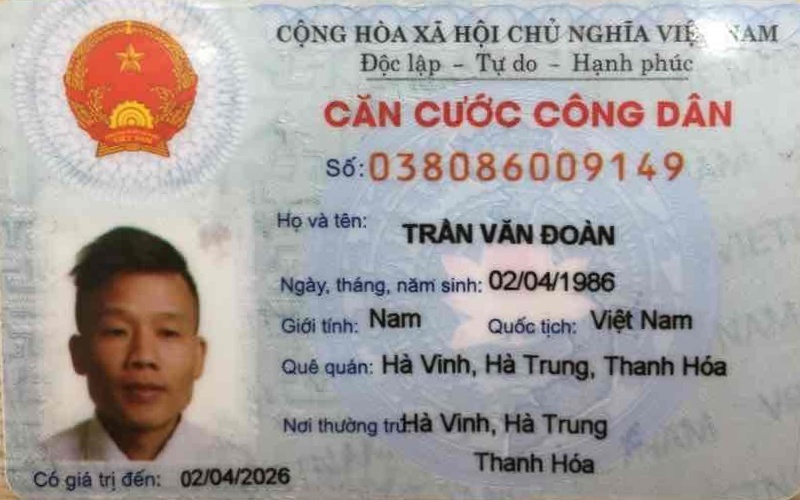 CỘNG HÒA XÃ HỘI CHỦ NGHĨA VIỆT NAM
Độc lập - Tự do - Hạnh phúc
CĂN CƯỚC CÔNG DÂN
Số: 038086009149
Họ và tên: TRẦN VĂN ĐOÀN
Ngày, tháng, năm sinh: 02/04/1986
Giới tính: Nam Quốc tịch: Việt Nam
Quê quán: Hà Vinh, Hà Trung, Thanh Hóa
Nơi thường trú: Hà Vinh, Hà Trung
Thanh Hóa
Có giá trị đến: 02/04/2026